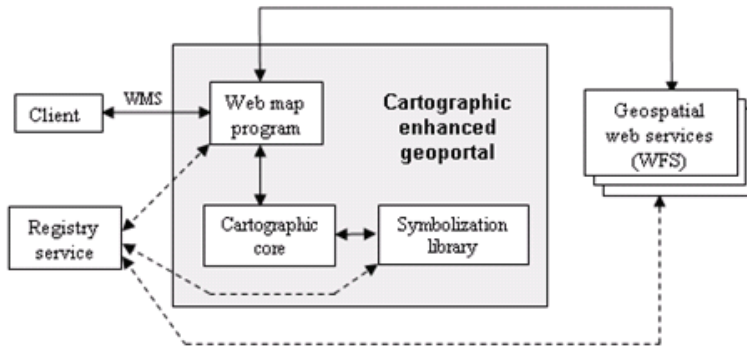 Client
WMS
Web map
program
Cartographic
enhanced
geoportal
Geospatial
web services
(WFS)
Registry
service
Cartographic
core
Symbolization
library